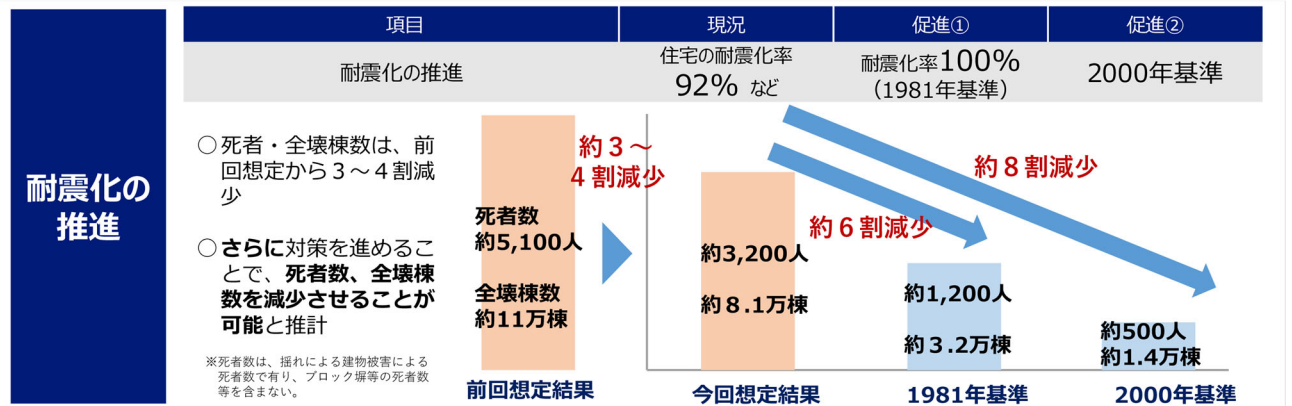 耐震化の
推進
項目
現況
促進①
促進②
耐震化の推進
住宅の耐震化率
92% など
耐震化率100%
（1981年基準）
2000年基準
○死者・全壊棟数は、前
回想定から３～４割減
少
○さらに対策を進めるこ
とで、死者数、全壊棟
数を減少させることが
可能と推計
※死者数は、揺れによる建物被害による
死者数で有り、ブロック塀等の死者数
等を含まない。
死者数
約5,100人
全壊棟数
約11万棟
前回想定結果
約３～
４割減少
約3,200人
約８.1万棟
今回想定結果
約６割減少
約1,200人
約３.2万棟
1981年基準
約８割減少
約500人
約1.4万棟
2000年基準